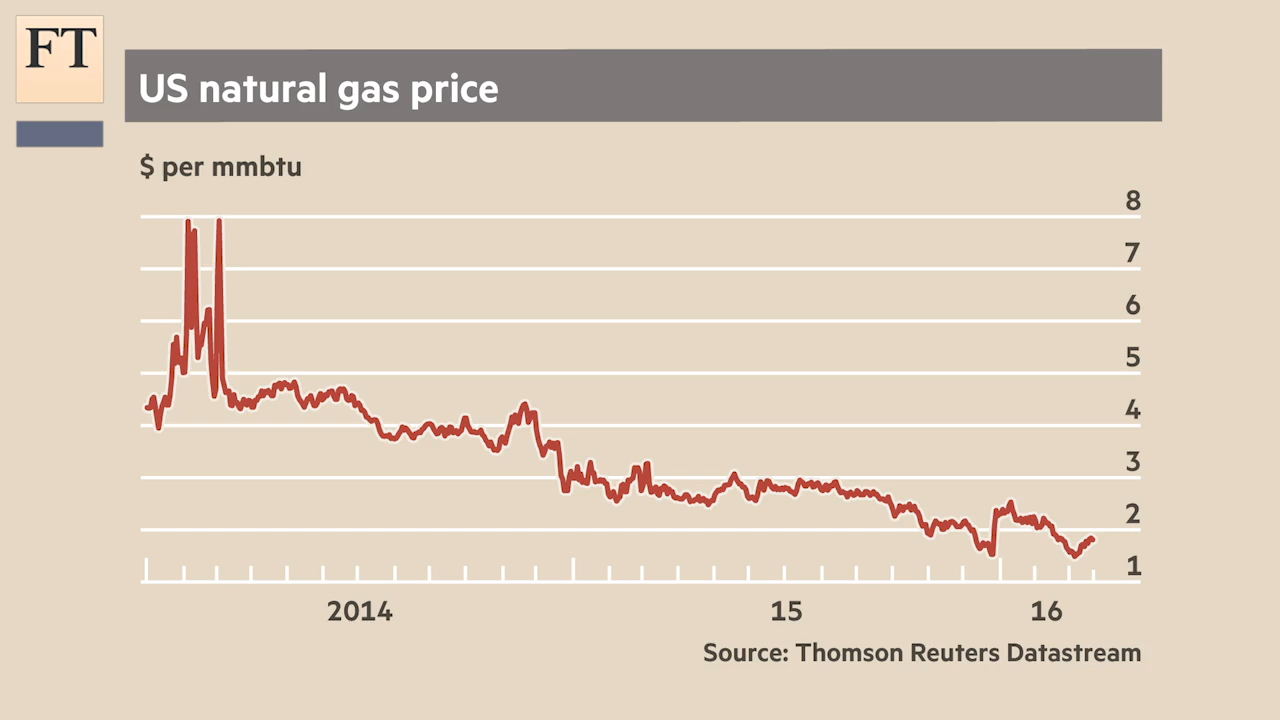 FT
US natural gas price
$ per mmbtu
8
7
6
5
4
3
2
1
2014 15 16
Source: Thomson Reuters Datastream